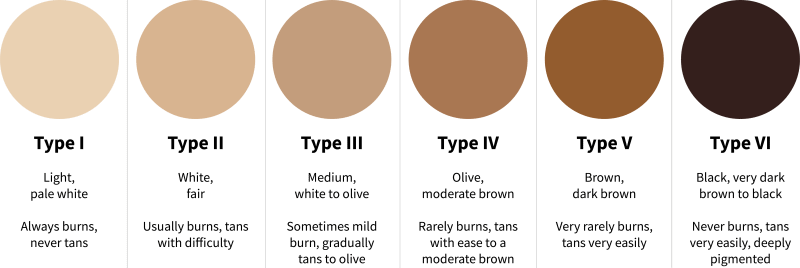 Type I
Light,
pale white
Always burns,
never tans
Type II
White,
fair
Usually burns, tans
with difficulty
Type III
Medium,
white to olive
Sometimes mild
burn, gradually
tans to olive
Type IV
Olive,
moderate brown
Rarely burns, tans
with ease to a
moderate brown
Type V
Brown,
dark brown
Very rarely burns,
tans very easily
Type VI
Black, very dark
brown to black
Never burns, tans
very easily, deeply
pigmented